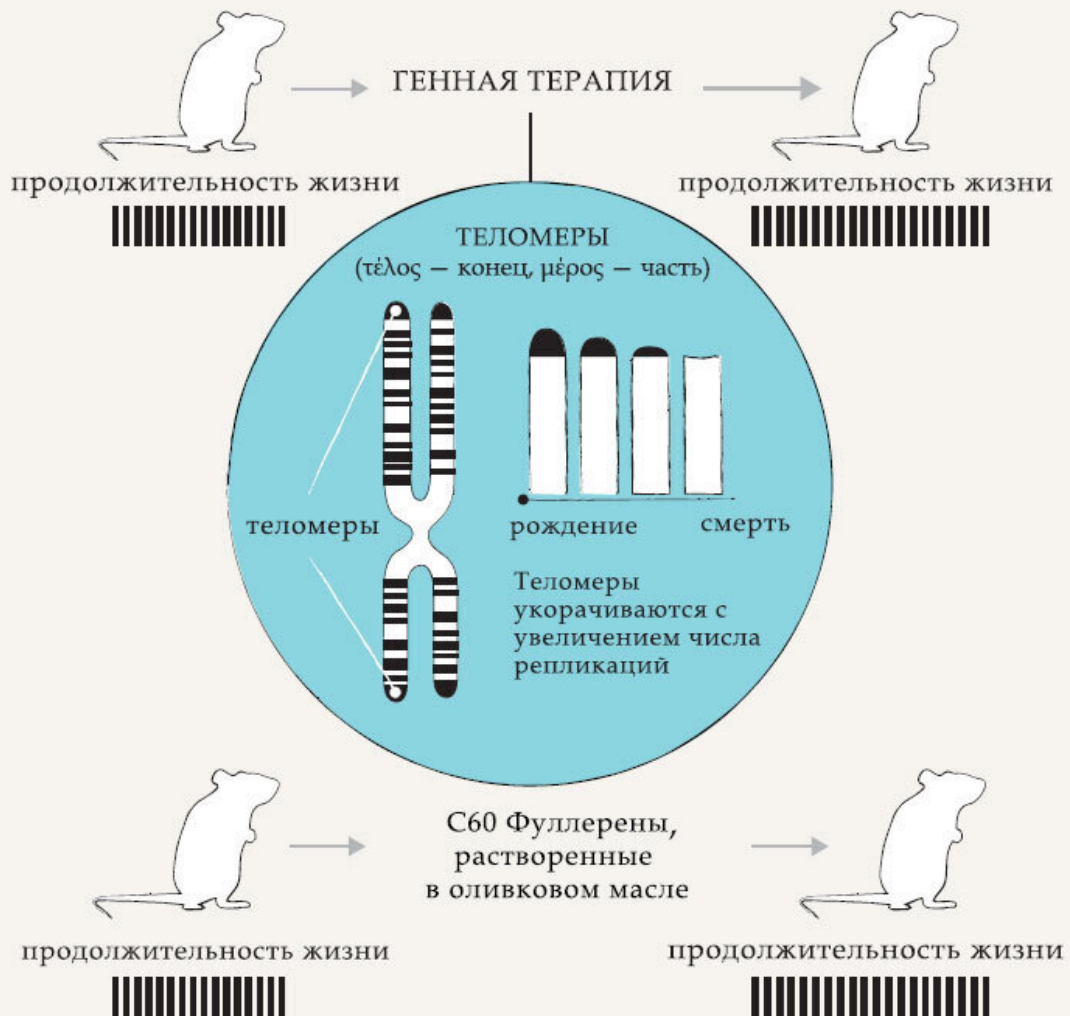 ГЕННАЯ ТЕРАПИЯ
продолжительность жизни
продолжительность жизни
ТЕЛОМЕРЫ
(τέλος – конец, μέρος – часть)
теломеры
рождение
смерть
Теломеры
укорачиваются с
увеличением числа
репликаций
С60 Фуллерены,
растворенные
в оливковом масле
продолжительность жизни
продолжительность жизни